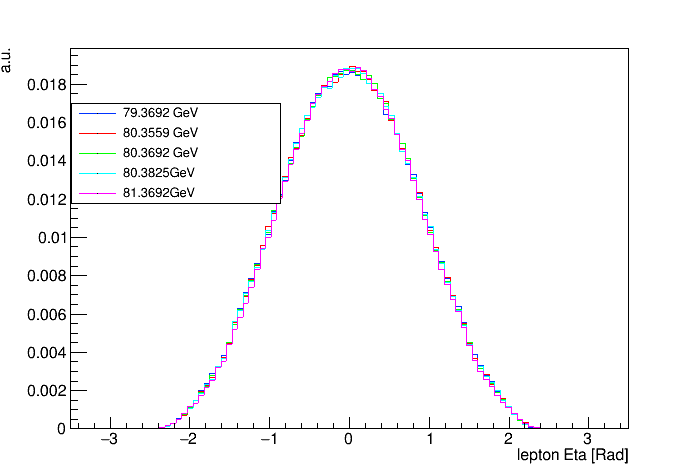 a.u.
0.018
0.016
0.014
0.012
0.01
0.008
0.006
0.004
0.002
0
79.3692 GeV
80.3559 GeV
80.3692 GeV
80.3825GeV
81.3692GeV
−3 −2 −1 0 1 2 3
lepton Eta [Rad]